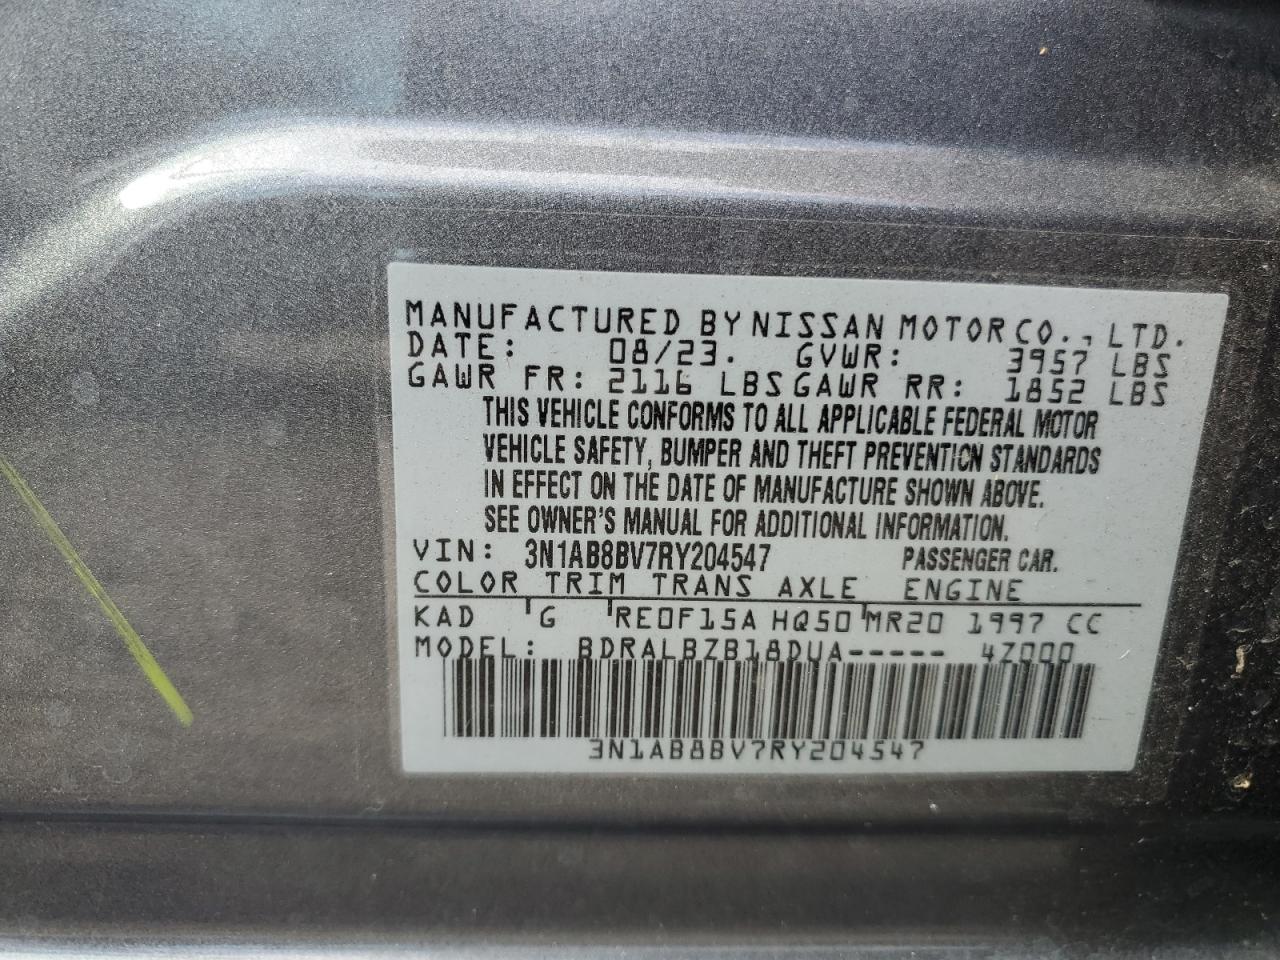 MANUFACTURED BY NISSAN MOTOR CO., LTD.
DATE: 08/23. GVWR: 3957 LBS
GAWR FR: 2116 LBS GAWR RR: 1852 LBS
THIS VEHICLE CONFORMS TO ALL APPLICABLE FEDERAL MOTOR
VEHICLE SAFETY, BUMPER AND THEFT PREVENTION STANDARDS
IN EFFECT ON THE DATE OF MANUFACTURE SHOWN ABOVE.
SEE OWNER'S MANUAL FOR ADDITIONAL INFORMATION.
VIN: 3N1AB8BV7RY204547 PASSENGER CAR.
COLOR TRIM TRANS AXLE ENGINE
KAD G RE0F15A HQ50 MR20 1997 CC
MODEL: BDRALBZB18DUA----- 4Z000
3N1AB8BV7RY204547